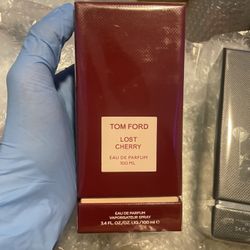 TOM FORD
LOST
CHERRY
EAU DE PARFUM
100 ML
EAU DE PARFUM
VAPORISATEUR SPRAY
3.4 FL.OZ./OZ.LIQ./100 ml ℮